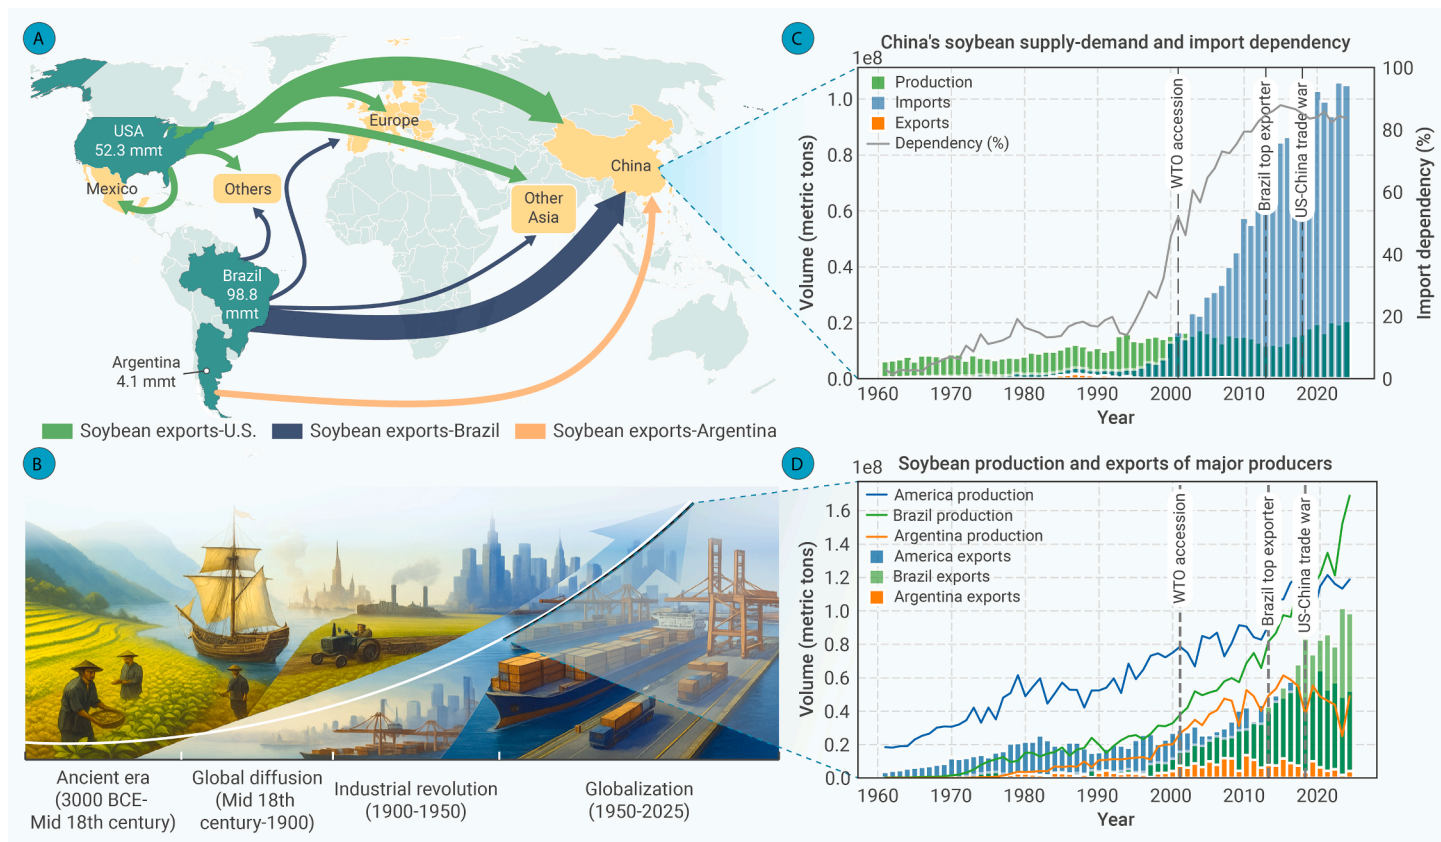 A
USA
52.3 mmt
Mexico
Others
Europe
China
Other
Asia
Brazil
98.8
mmt
Argentina
4.1 mmt
Soybean exports-U.S.
Soybean exports-Brazil
Soybean exports-Argentina
B
Ancient era
(3000 BCE-
Mid 18th century)
Global diffusion
(Mid 18th
century-1900)
Industrial revolution
(1900-1950)
Globalization
(1950-2025)
C
China's soybean supply-demand and import dependency
1e8
Production
Imports
Exports
Dependency (%)
WTO accession
Brazil top exporter
US-China trade war
Volume (metric tons)
1.0
0.8
0.6
0.4
0.2
0.0
Import dependency (%)
100
80
60
40
20
0
1960 1970 1980 1990 2000 2010 2020
Year
D
Soybean production and exports of major producers
1e8
America production
Brazil production
Argentina production
America exports
Brazil exports
Argentina exports
WTO accession
Brazil top exporter
US-China trade war
Volume (metric tons)
1.6
1.4
1.2
1.0
0.8
0.6
0.4
0.2
0.0
1960 1970 1980 1990 2000 2010 2020
Year